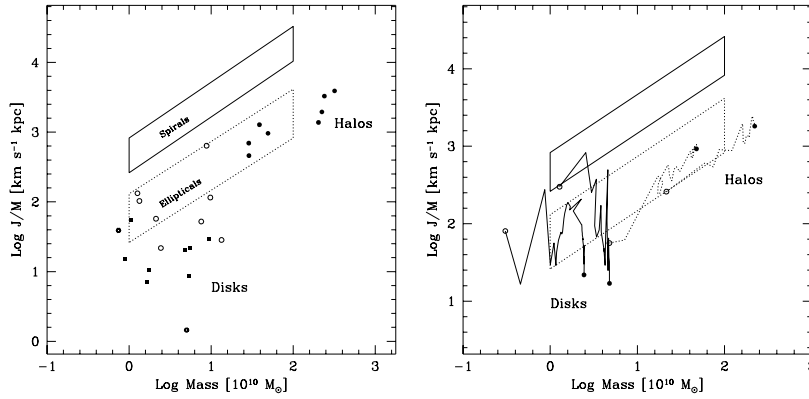 Log J/M [km s⁻¹ kpc]
4
3
2
1
0
Spirals
Ellipticals
Halos
Disks
-1
0
1
2
3
Log Mass [10¹⁰ M⊙]
Log J/M [km s⁻¹ kpc]
4
3
2
1
Halos
Disks
-1
0
1
2
3
Log Mass [10¹⁰ M⊙]